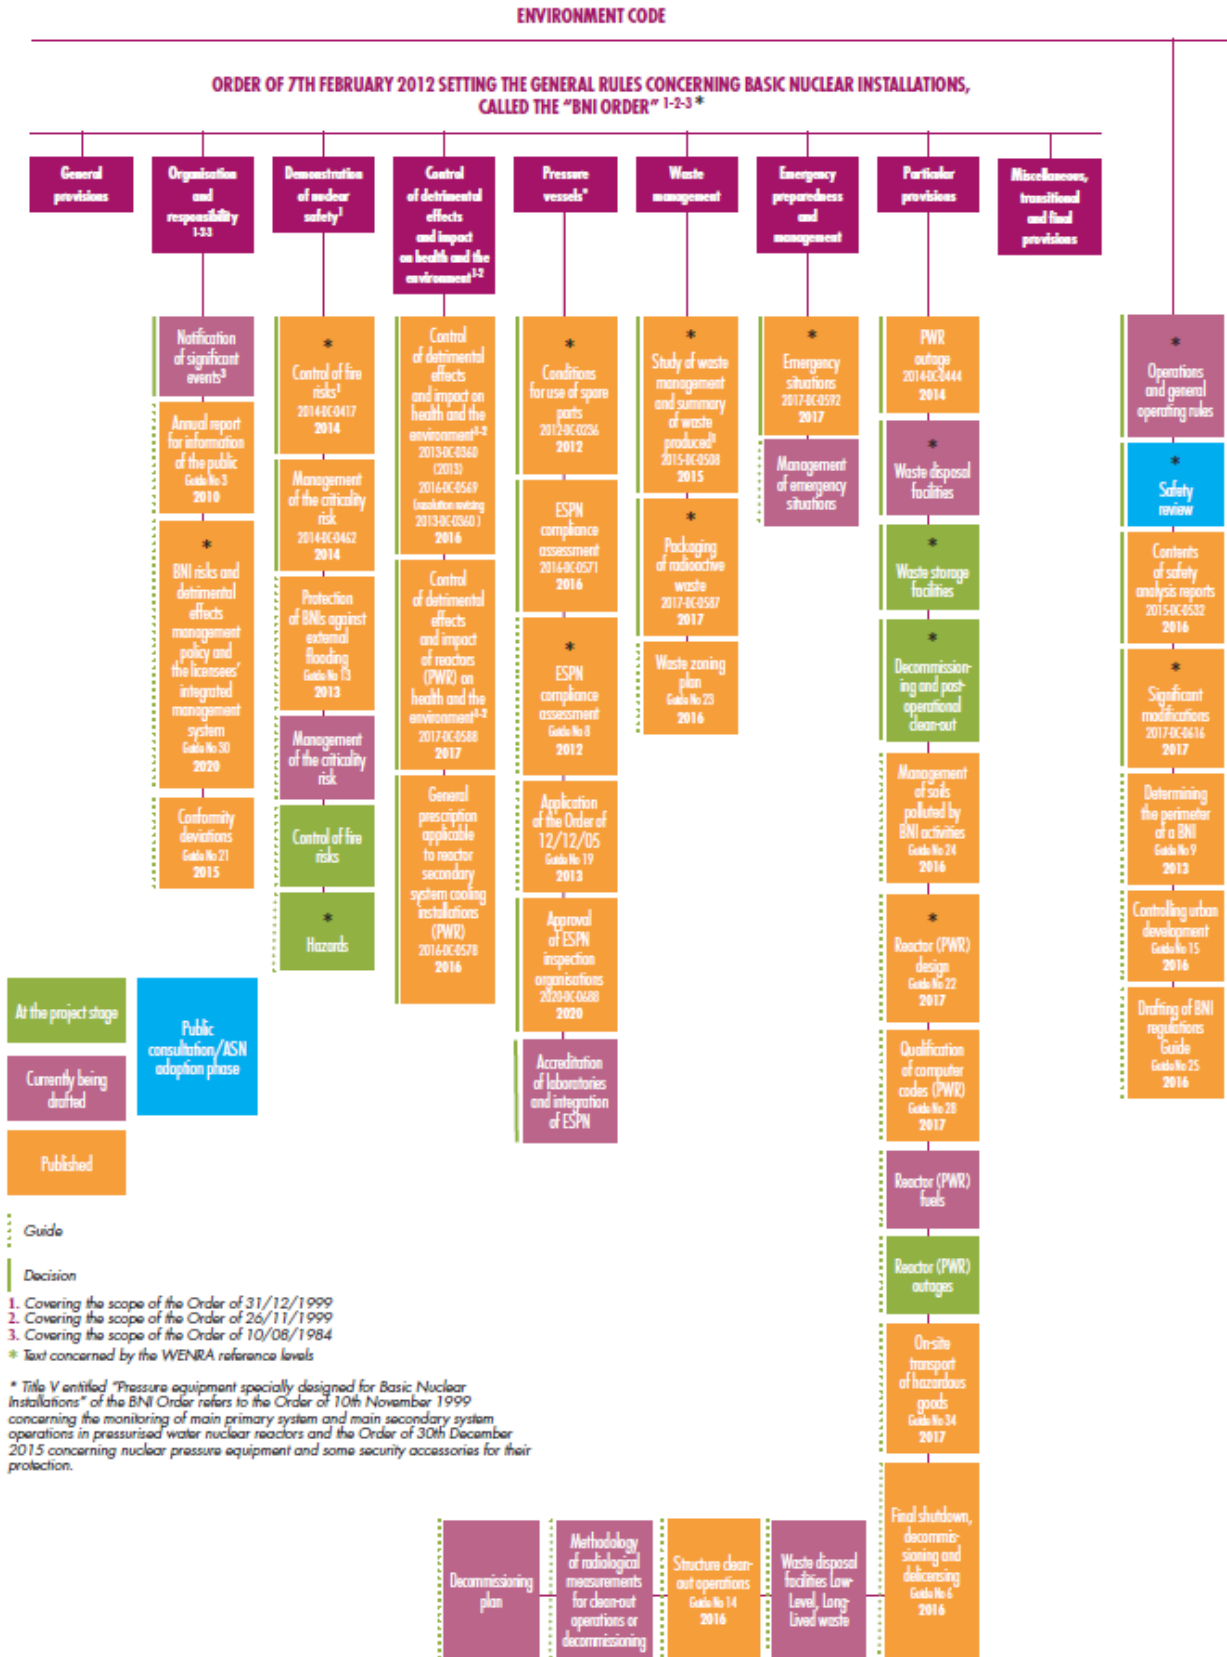 ENVIRONMENT CODE
ORDER OF 7TH FEBRUARY 2012 SETTING THE GENERAL RULES CONCERNING BASIC NUCLEAR INSTALLATIONS,
CALLED THE “BNI ORDER” 1-2-3 *
General
provisions
Organisation
and
responsibility
1-2-3
Demonstration
of nuclear
safety1
Control
of detrimental
effects
and impact
on health and the
environment1-2
Pressure
vessels*
Waste
management
Emergency
preparedness
and
management
Particular
provisions
Miscellaneous,
transitional
and final
provisions
Notification
of significant
events3
Annual report
for information
of the public
Guide No 3
2010
*
BNI risks and
detrimental
effects
management
policy and
the licensees’
integrated
management
system
Guide No 30
2020
Conformity
deviations
Guide No 21
2015
*
Control of fire
risks1
2014-DC-0417
2014
Management
of the criticality
risk
2014-DC-0462
2014
Protection
of BNIs against
external
flooding
Guide No 13
2013
Management
of the criticality
risk
Control of fire
risks
*
Hazards
Control
of detrimental
effects
and impact on
health and the
environment1-2
2013-DC-0360
(2013)
2016-DC-0569
(resolution revising
2013-DC-0360 )
2016
Control
of detrimental
effects
and impact
of reactors
(PWR) on
health and the
environment1-2
2017-DC-0588
2017
General
prescription
applicable
to reactor
secondary
system cooling
installations
(PWR)
2016-DC-0578
2016
*
Conditions
for use of spare
parts
2012-DC-0236
2012
ESPN
compliance
assessment
2016-DC-0571
2016
*
ESPN
compliance
assessment
Guide No 8
2012
Application
of the Order of
12/12/05
Guide No 19
2013
Approval
of ESPN
inspection
organisations
2020-DC-0688
2020
Accreditation
of laboratories
and integration
of ESPN
*
Study of waste
management
and summary
of waste
produced1
2015-DC-0508
2015
*
Packaging
of radioactive
waste
2017-DC-0587
2017
Waste zoning
plan
Guide No 23
2016
*
Emergency
situations
2017-DC-0592
2017
Management
of emergency
situations
PWR
outage
2014-DC-0444
2014
*
Waste disposal
facilities
*
Waste storage
facilities
*
Decommission-
ing and post-
operational
clean-out
Management
of soils
polluted by
BNI activities
Guide No 24
2016
*
Reactor (PWR)
design
Guide No 22
2017
Qualification
of computer
codes (PWR)
Guide No 28
2017
Reactor (PWR)
fuels
Reactor (PWR)
outages
On-site
transport
of hazardous
goods
Guide No 34
2017
Final shutdown,
decommis-
sioning and
delicensing
Guide No 6
2016
*
Operations
and general
operating rules
*
Safety
review
Contents
of safety
analysis reports
2015-DC-0532
2016
*
Significant
modifications
2017-DC-0616
2017
Determining
the perimeter
of a BNI
Guide No 9
2013
Controlling urban
development
Guide No 15
2016
Drafting of BNI
regulations
Guide
Guide No 25
2016
At the project stage
Public
consultation/ASN
adoption phase
Currently being
drafted
Published
Guide
Decision
1. Covering the scope of the Order of 31/12/1999
2. Covering the scope of the Order of 26/11/1999
3. Covering the scope of the Order of 10/08/1984
* Text concerned by the WENRA reference levels
* Title V entitled “Pressure equipment specially designed for Basic Nuclear
Installations” of the BNI Order refers to the Order of 10th November 1999
concerning the monitoring of main primary system and main secondary system
operations in pressurised water nuclear reactors and the Order of 30th December
2015 concerning nuclear pressure equipment and some security accessories for their
protection.
Decommissioning
plan
Methodology
of radiological
measurements
for clean-out
operations or
decommissioning
Structure clean-
out operations
Guide No 14
2016
Waste disposal
facilities Low-
Level, Long-
Lived waste